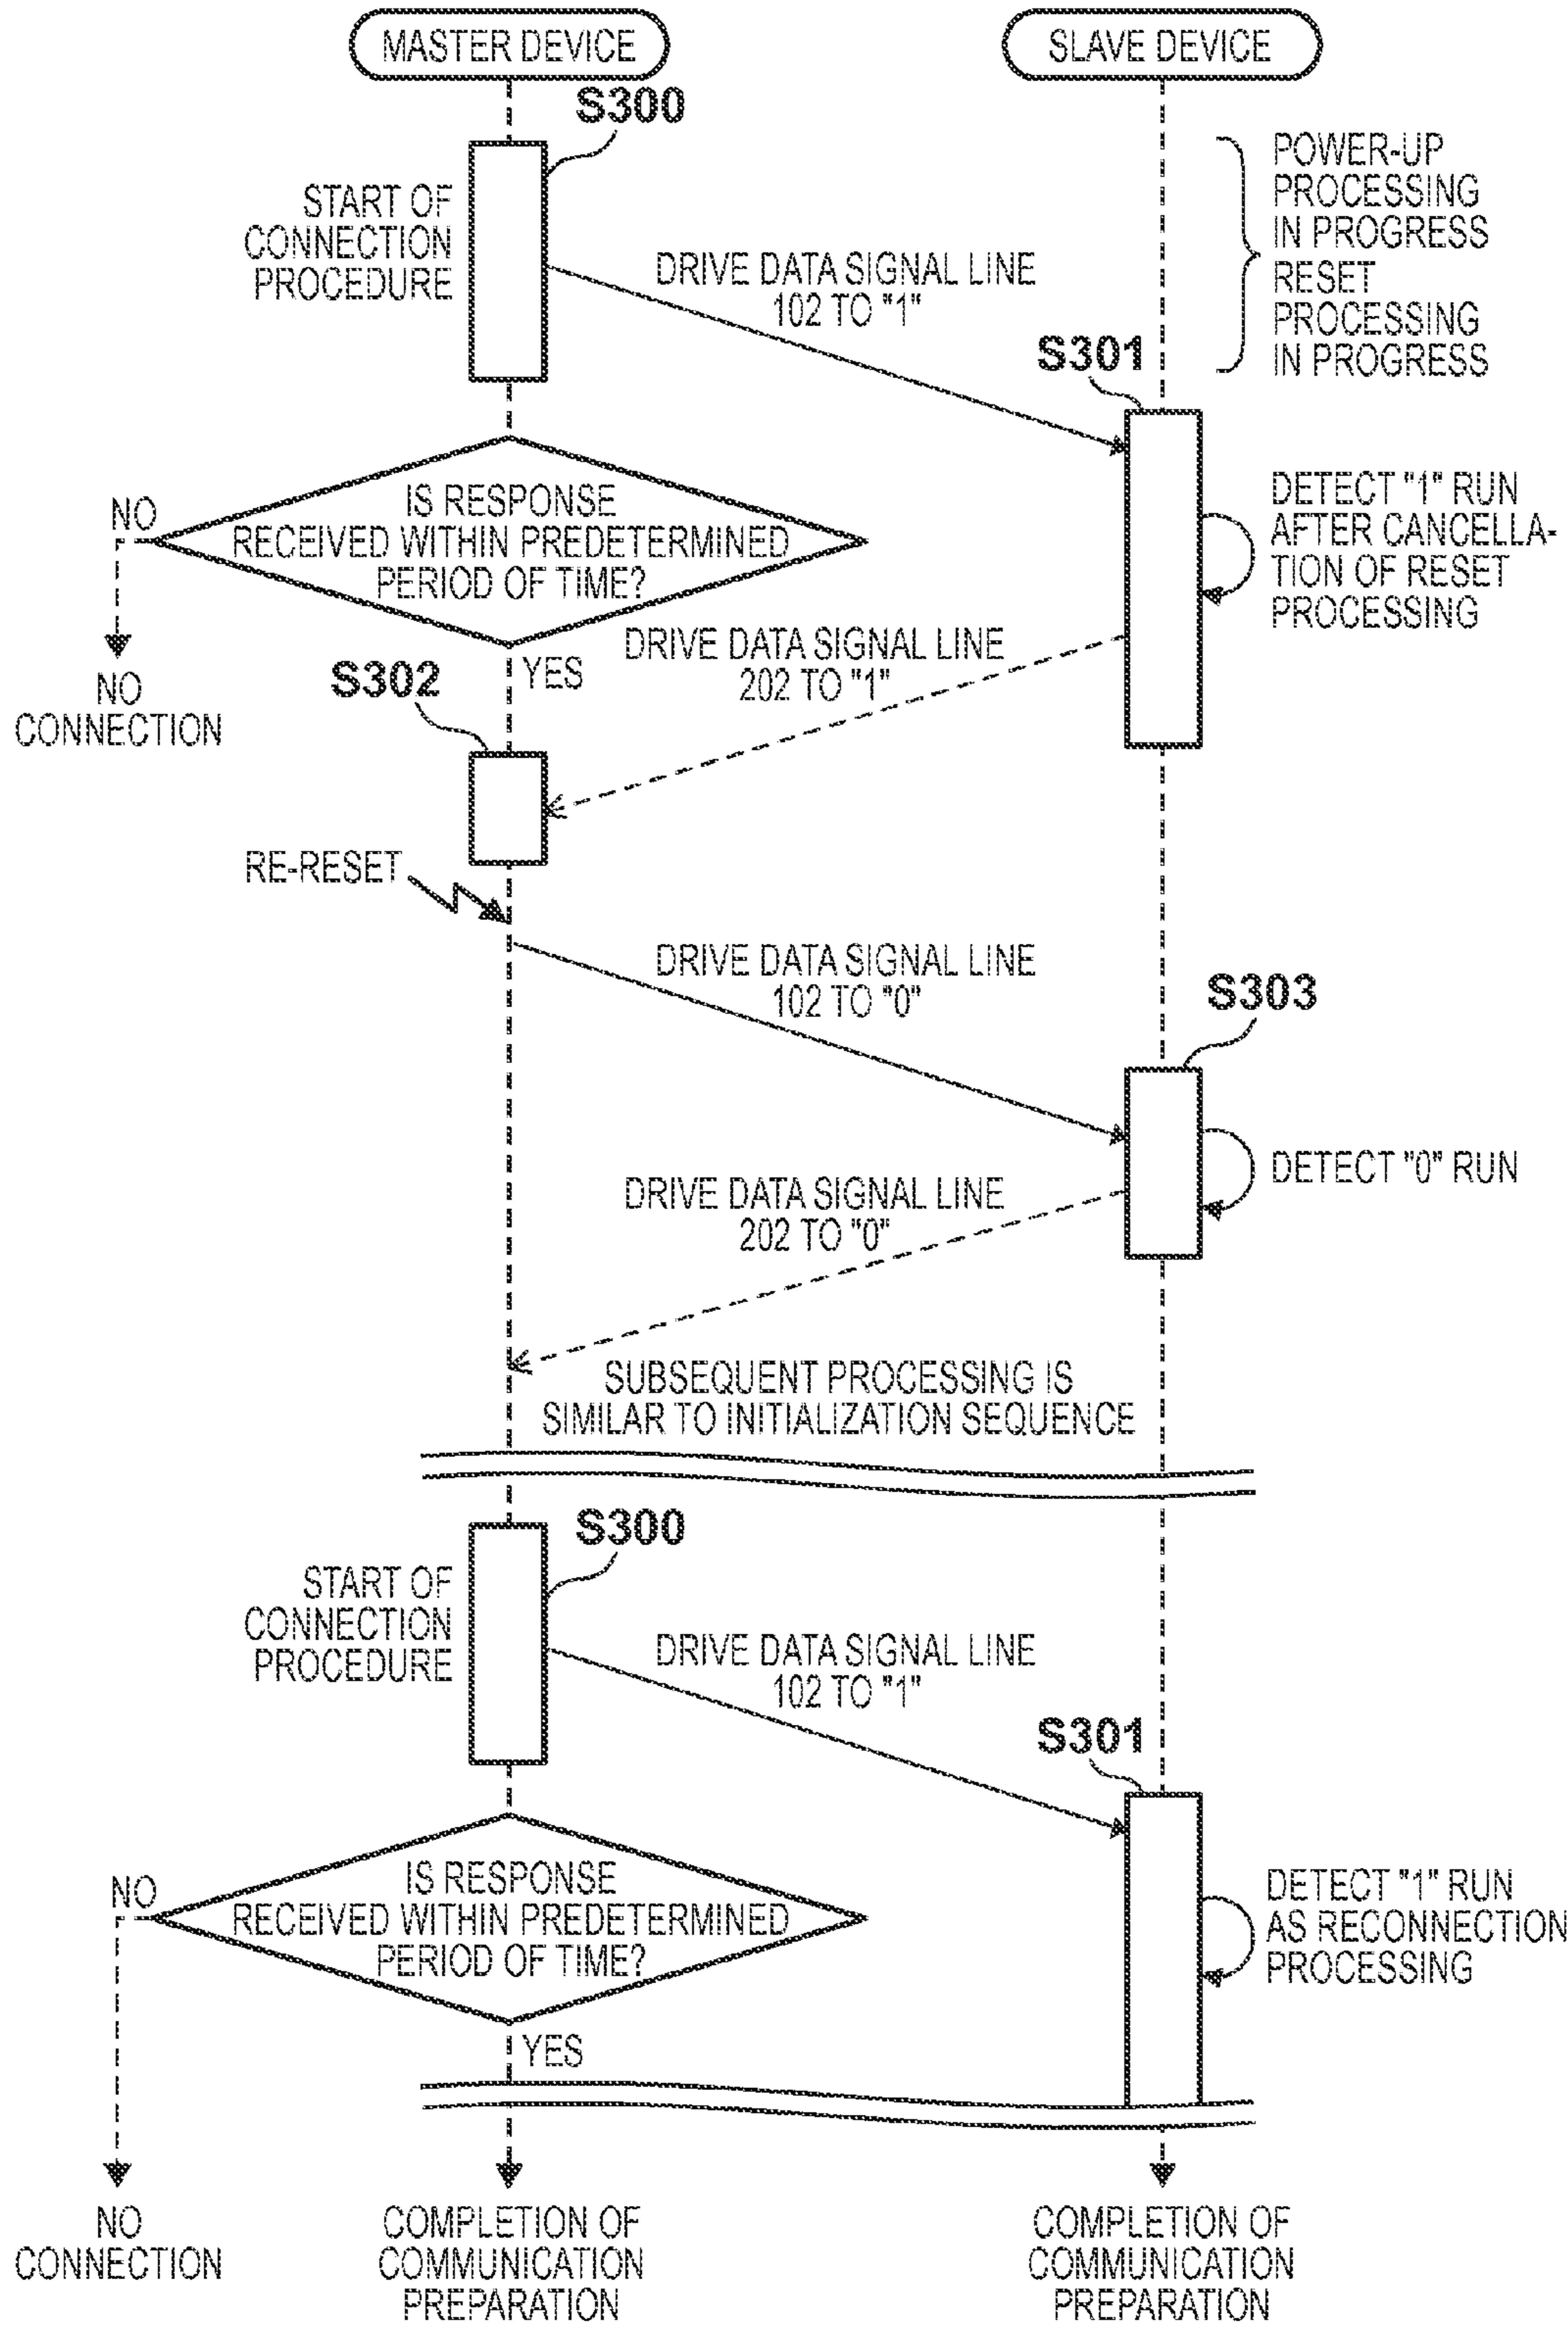 MASTER DEVICE
SLAVE DEVICE
S300
START OF
CONNECTION
PROCEDURE
POWER-UP
PROCESSING
IN PROGRESS
RESET
PROCESSING
IN PROGRESS
DRIVE DATA SIGNAL LINE
102 TO "1"
S301
IS RESPONSE
RECEIVED WITHIN PREDETERMINED
PERIOD OF TIME?
NO
NO
CONNECTION
YES
DETECT "1" RUN
AFTER CANCELLA-
TION OF RESET
PROCESSING
DRIVE DATA SIGNAL LINE
202 TO "1"
S302
RE-RESET
DRIVE DATA SIGNAL LINE
102 TO "0"
S303
DETECT "0" RUN
DRIVE DATA SIGNAL LINE
202 TO "0"
SUBSEQUENT PROCESSING IS
SIMILAR TO INITIALIZATION SEQUENCE
S300
START OF
CONNECTION
PROCEDURE
DRIVE DATA SIGNAL LINE
102 TO "1"
S301
IS RESPONSE
RECEIVED WITHIN PREDETERMINED
PERIOD OF TIME?
NO
YES
DETECT "1" RUN
AS RECONNECTION
PROCESSING
NO
CONNECTION
COMPLETION OF
COMMUNICATION
PREPARATION
COMPLETION OF
COMMUNICATION
PREPARATION